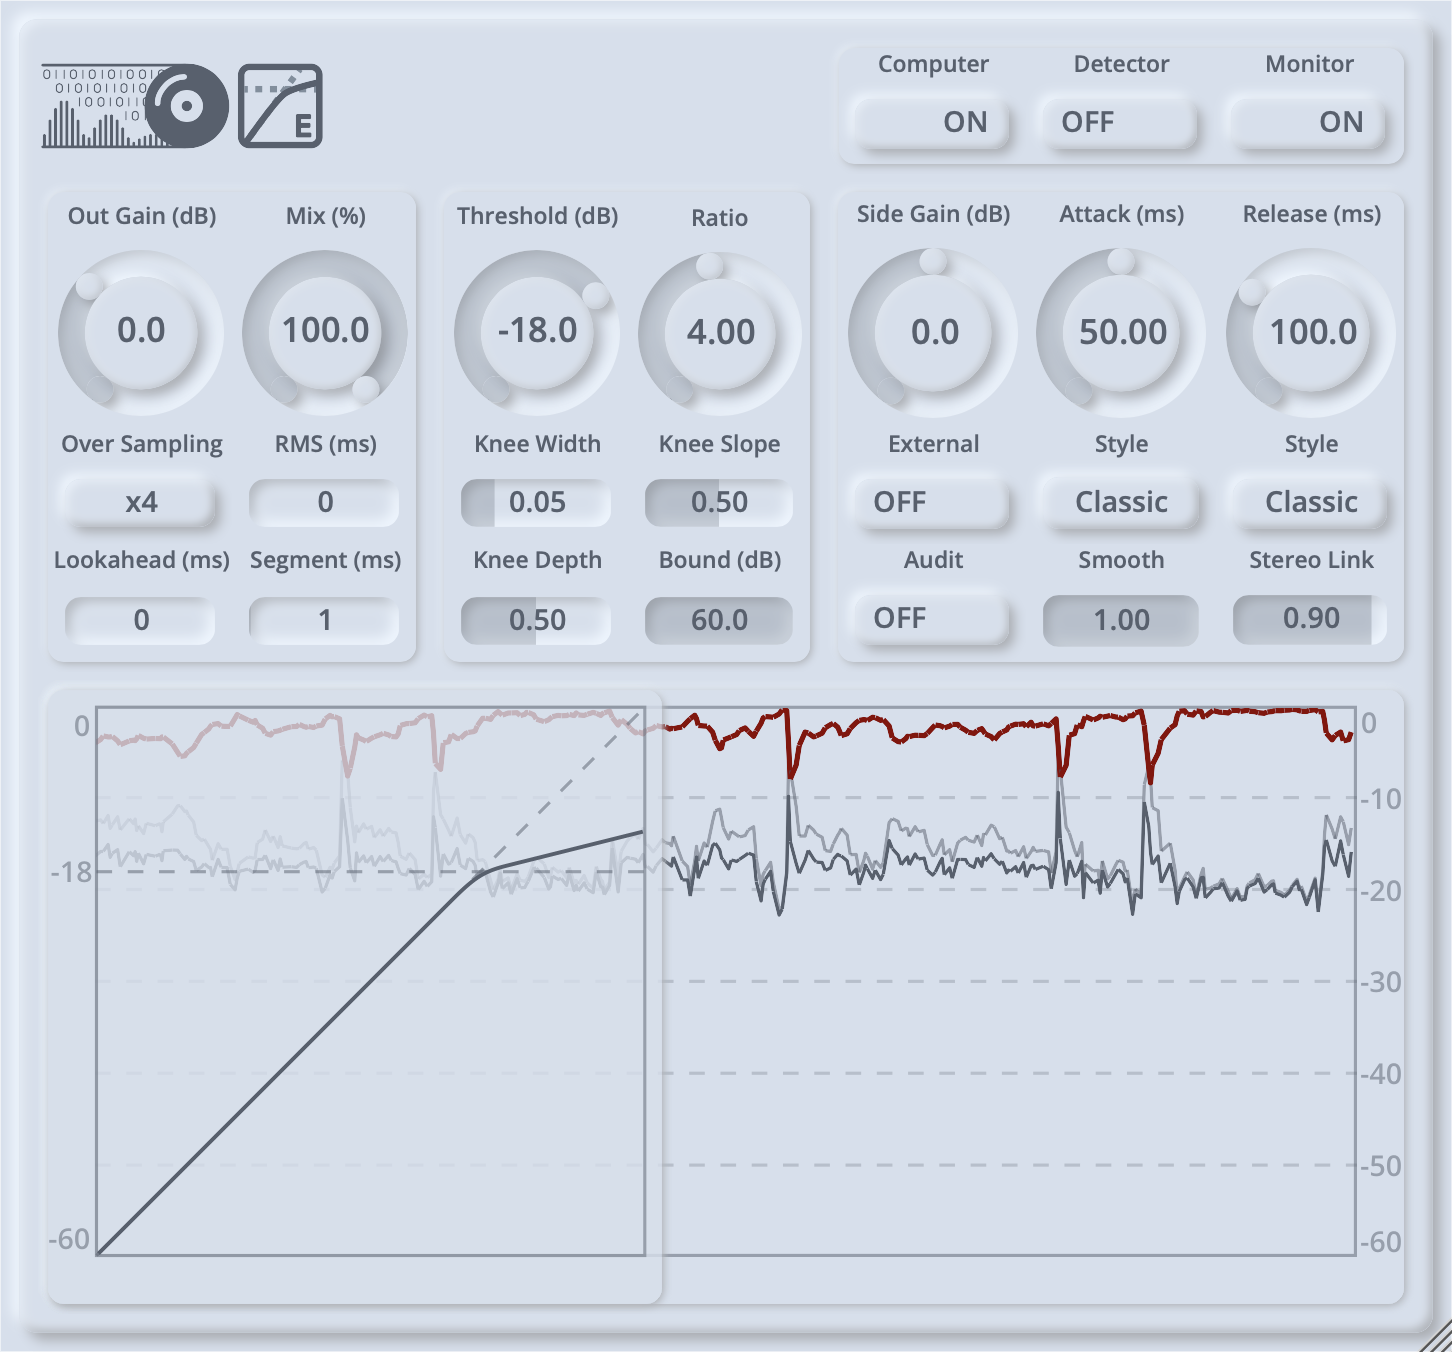 01101010100101
010101010
00101010
1010
E
Computer Detector Monitor
ON OFF ON
Out Gain (dB) Mix (%) Threshold (dB) Ratio Side Gain (dB) Attack (ms) Release (ms)
0.0 100.0 -18.0 4.00 0.0 50.00 100.0
Over Sampling RMS (ms) Knee Width Knee Slope External Style Style
x4 0 0.05 0.50 OFF Classic Classic
Lookahead (ms) Segment (ms) Knee Depth Bound (dB) Audit Smooth Stereo Link
0 1 0.50 60.0 OFF 1.00 0.90
0 0
-10
-18
-20
-30
-40
-50
-60 -60